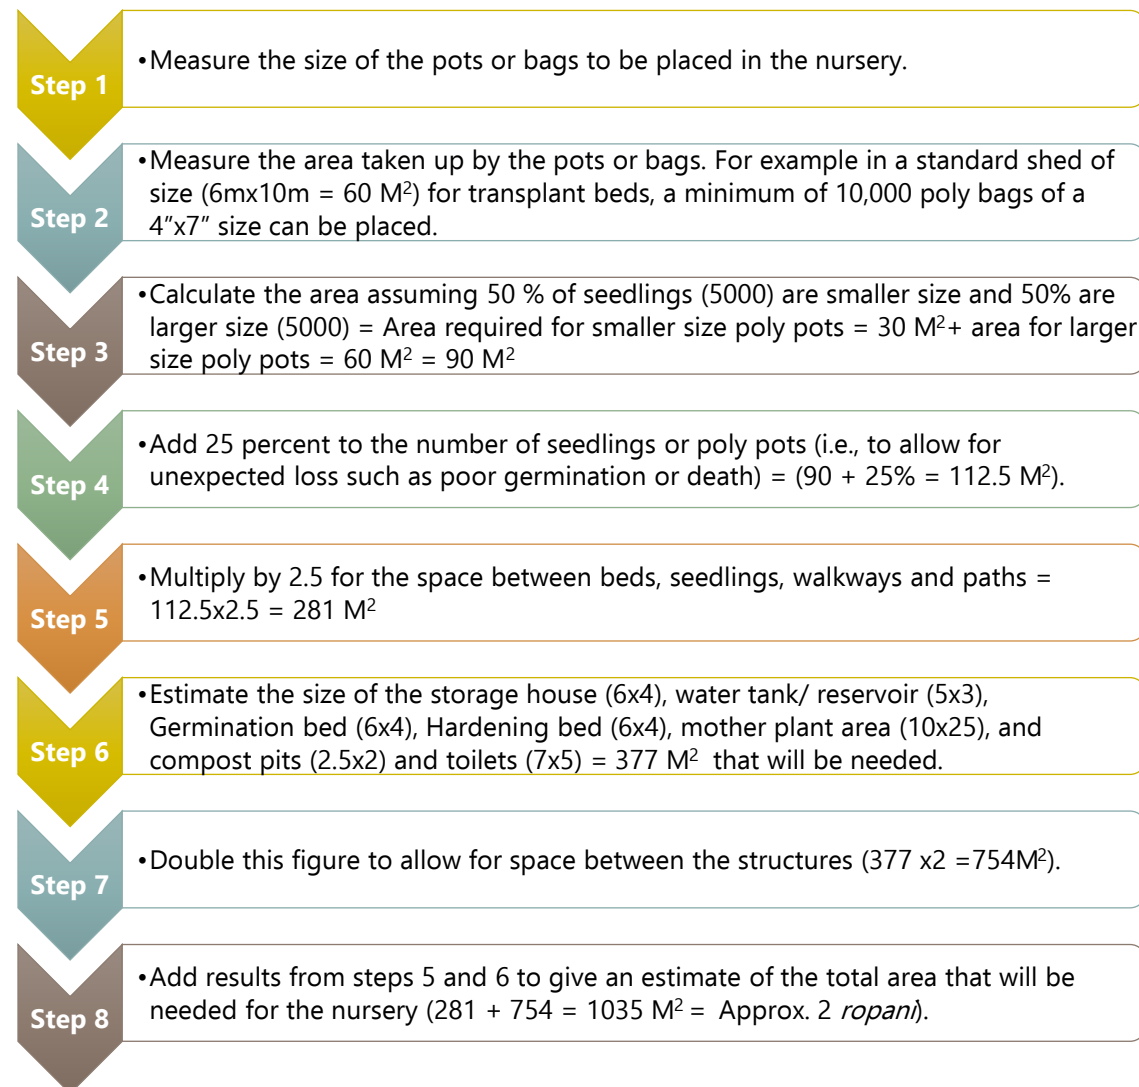 Step 1
•Measure the size of the pots or bags to be placed in the nursery.
Step 2
•Measure the area taken up by the pots or bags. For example in a standard shed of
size (6mx10m = 60 M²) for transplant beds, a minimum of 10,000 poly bags of a
4”x7” size can be placed.
Step 3
•Calculate the area assuming 50 % of seedlings (5000) are smaller size and 50% are
larger size (5000) = Area required for smaller size poly pots = 30 M²+ area for larger
size poly pots = 60 M² = 90 M²
Step 4
•Add 25 percent to the number of seedlings or poly pots (i.e., to allow for
unexpected loss such as poor germination or death) = (90 + 25% = 112.5 M²).
Step 5
•Multiply by 2.5 for the space between beds, seedlings, walkways and paths =
112.5x2.5 = 281 M²
Step 6
•Estimate the size of the storage house (6x4), water tank/ reservoir (5x3),
Germination bed (6x4), Hardening bed (6x4), mother plant area (10x25), and
compost pits (2.5x2) and toilets (7x5) = 377 M² that will be needed.
Step 7
•Double this figure to allow for space between the structures (377 x2 =754M²).
Step 8
•Add results from steps 5 and 6 to give an estimate of the total area that will be
needed for the nursery (281 + 754 = 1035 M² = Approx. 2 ropani).